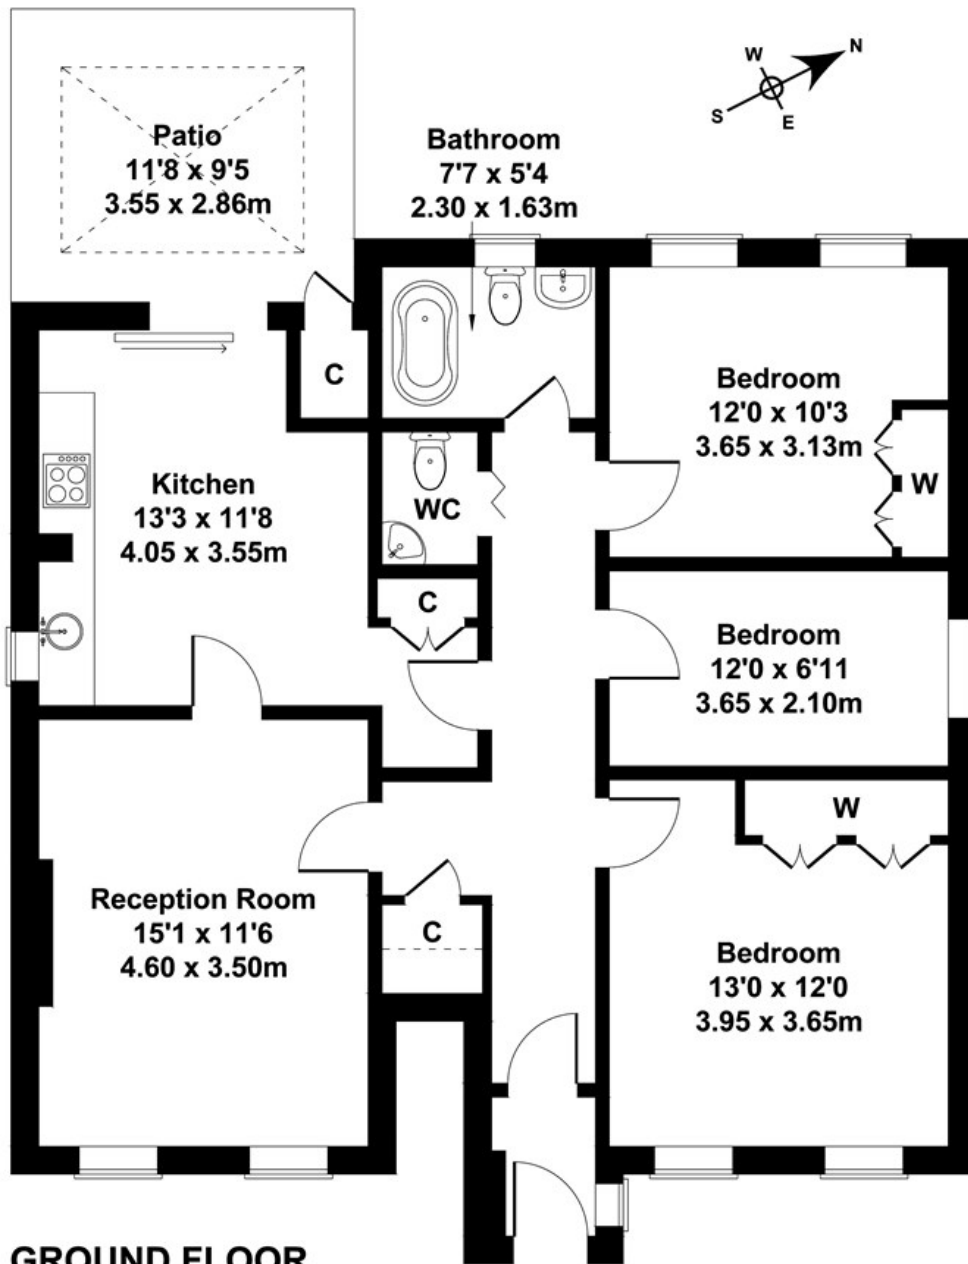 W
N
S
E
Patio
11'8 x 9'5
3.55 x 2.86m
Bathroom
7'7 x 5'4
2.30 x 1.63m
C
Bedroom
12'0 x 10'3
3.65 x 3.13m
W
Kitchen
13'3 x 11'8
4.05 x 3.55m
WC
C
Bedroom
12'0 x 6'11
3.65 x 2.10m
W
Reception Room
15'1 x 11'6
4.60 x 3.50m
C
Bedroom
13'0 x 12'0
3.95 x 3.65m
GROUND FLOOR